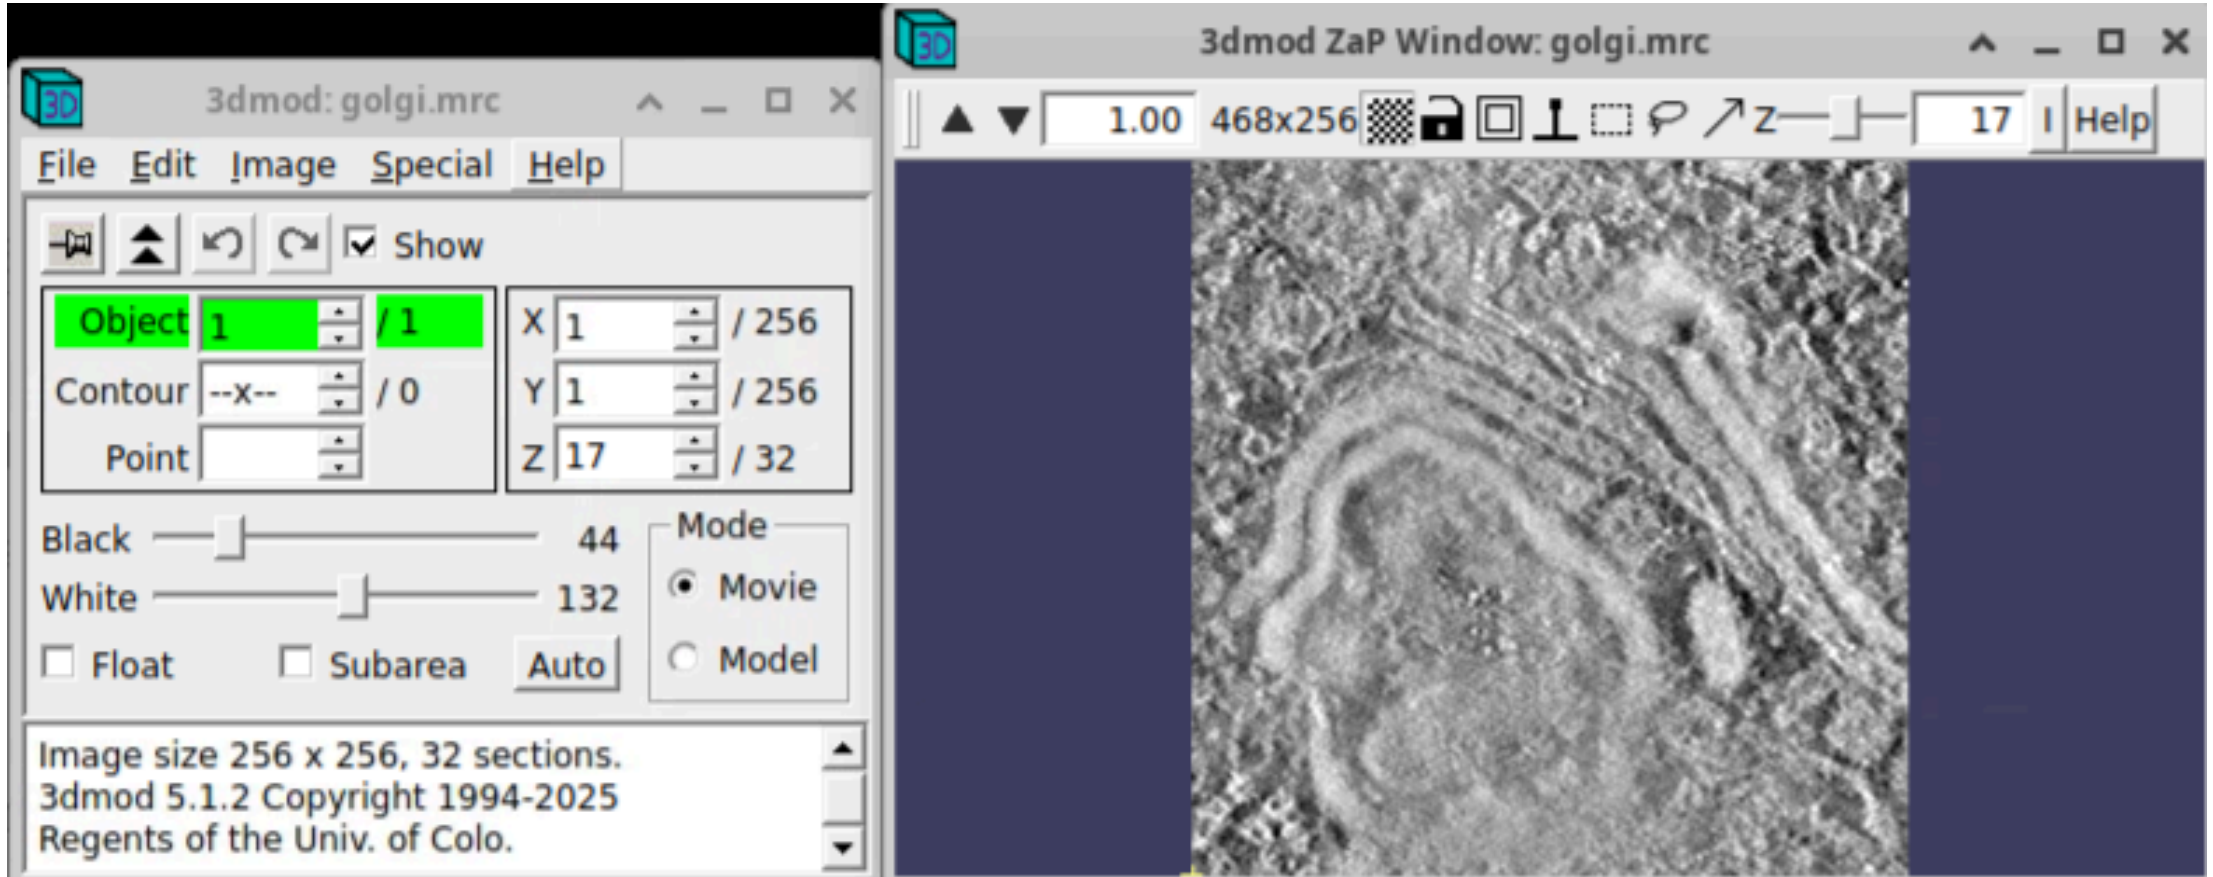 3dmod: golgi.mrc
File Edit Image Special Help
Show
Object 1 / 1
X 1 / 256
Contour --x-- / 0
Y 1 / 256
Point
Z 17 / 32
Black 44
White 132
Mode
Movie
Model
Float Subarea Auto
Image size 256 x 256, 32 sections.
3dmod 5.1.2 Copyright 1994-2025
Regents of the Univ. of Colo.
3dmod ZaP Window: golgi.mrc
1.00 468x256 Z 17 I Help
3D
3D